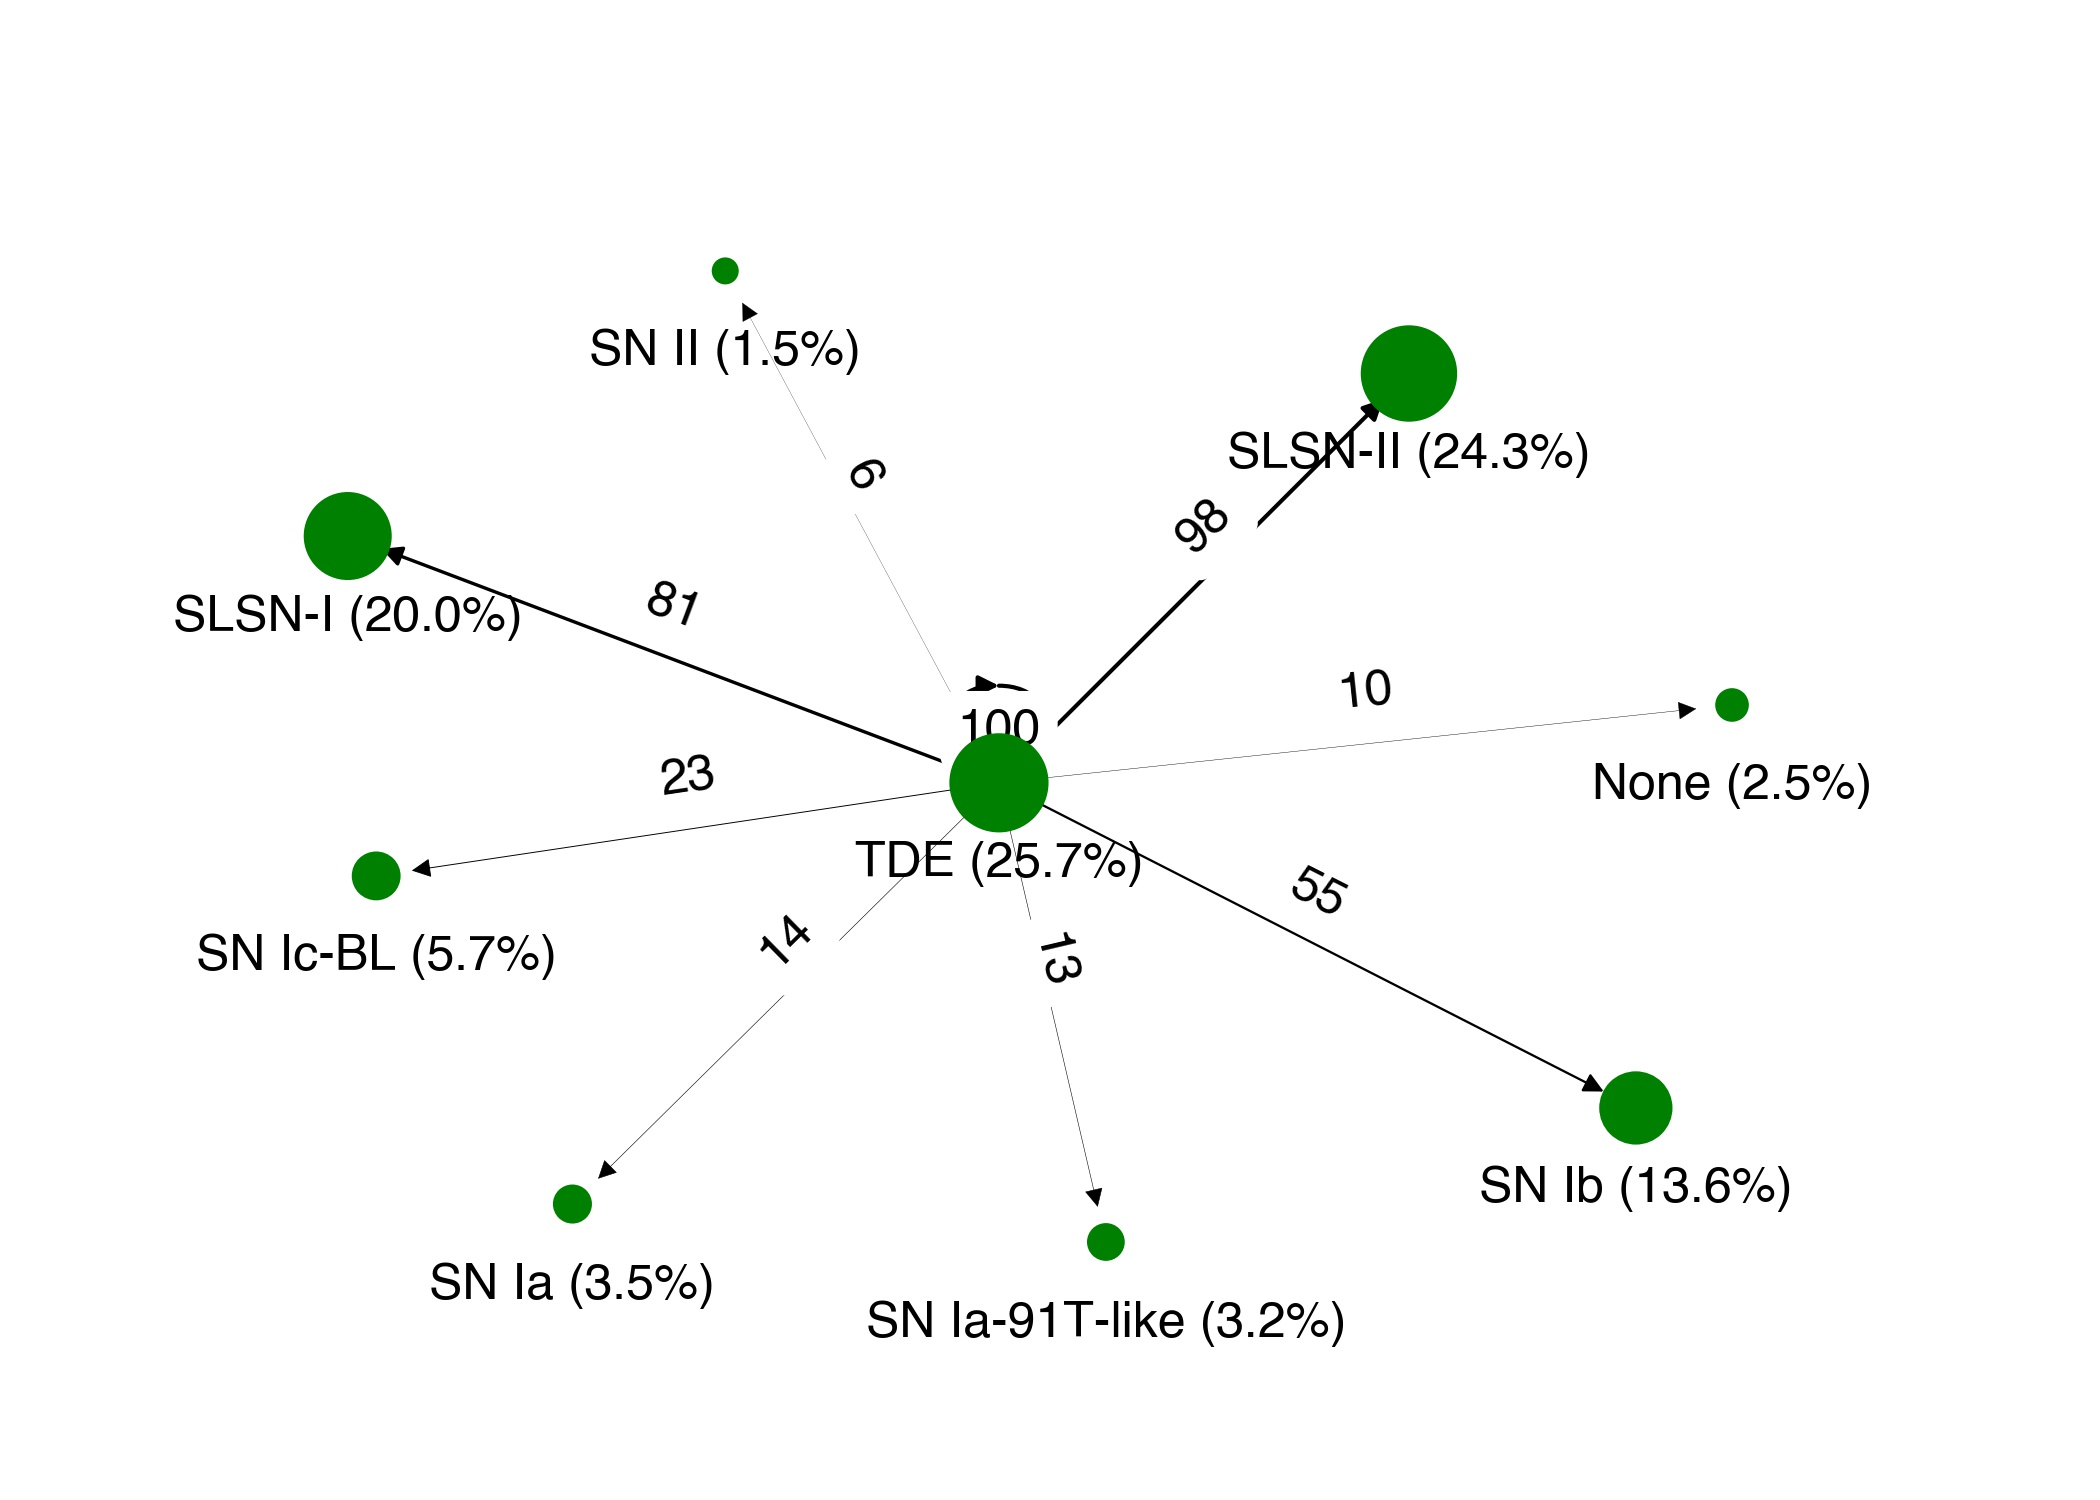 SN II (1.5%)
SLSN-II (24.3%)
6
98
SLSN-I (20.0%)
81
10
100
23
None (2.5%)
TDE (25.7%)
55
SN Ic-BL (5.7%)
14
13
SN Ib (13.6%)
SN Ia (3.5%)
SN Ia-91T-like (3.2%)